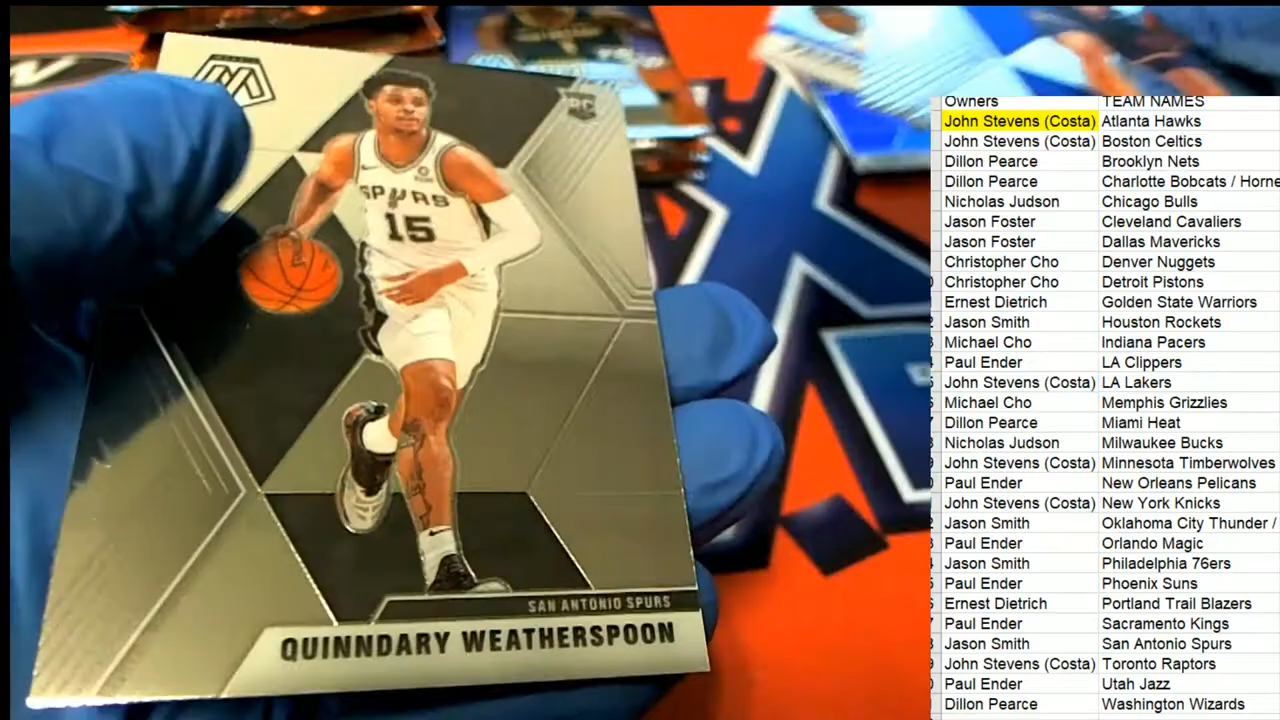 RC
SPURS
15
SAN ANTONIO SPURS
QUINNDARY WEATHERSPOON
Owners TEAM NAMES
John Stevens (Costa) Atlanta Hawks
John Stevens (Costa) Boston Celtics
Dillon Pearce Brooklyn Nets
Dillon Pearce Charlotte Bobcats / Horne
Nicholas Judson Chicago Bulls
Jason Foster Cleveland Cavaliers
Jason Foster Dallas Mavericks
Christopher Cho Denver Nuggets
Christopher Cho Detroit Pistons
Ernest Dietrich Golden State Warriors
Jason Smith Houston Rockets
Michael Cho Indiana Pacers
Paul Ender LA Clippers
John Stevens (Costa) LA Lakers
Michael Cho Memphis Grizzlies
Dillon Pearce Miami Heat
Nicholas Judson Milwaukee Bucks
John Stevens (Costa) Minnesota Timberwolves
Paul Ender New Orleans Pelicans
John Stevens (Costa) New York Knicks
Jason Smith Oklahoma City Thunder /
Paul Ender Orlando Magic
Jason Smith Philadelphia 76ers
Paul Ender Phoenix Suns
Ernest Dietrich Portland Trail Blazers
Paul Ender Sacramento Kings
Jason Smith San Antonio Spurs
John Stevens (Costa) Toronto Raptors
Paul Ender Utah Jazz
Dillon Pearce Washington Wizards